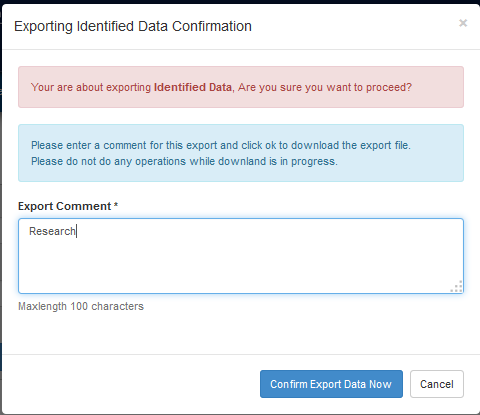 Exporting Identified Data Confirmation ×
Your are about exporting Identified Data, Are you sure you want to proceed?
Please enter a comment for this export and click ok to download the export file.
Please do not do any operations while downland is in progress.
Export Comment *
Research
Maxlength 100 characters
Confirm Export Data Now Cancel